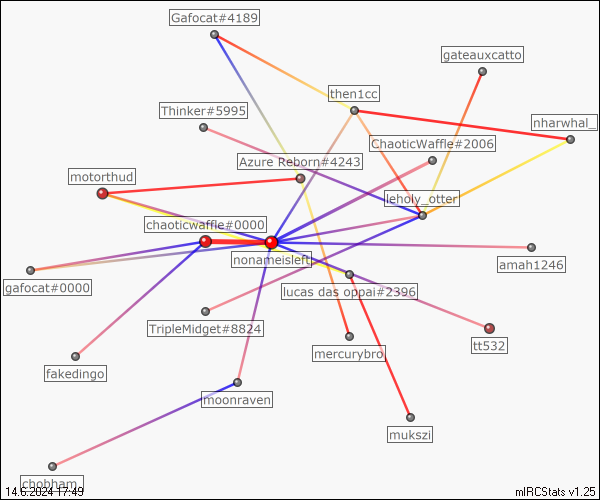 Gafocat#4189
gateauxcatto
then1cc
Thinker#5995
nharwhal_
ChaoticWaffle#2006
Azure Reborn#4243
motorthud
leholy_otter
chaoticwaffle#0000
nonameisleft
amah1246
gafocat#0000
lucas das oppai#2396
TripleMidget#8824
tt532
mercurybro
fakedingo
moonraven
mukszi
chobham_
14.6.2024 17:49
mIRCStats v1.25